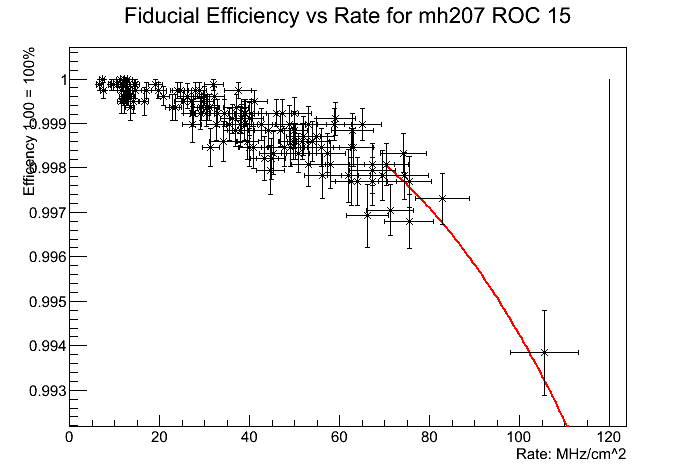 Fiducial Efficiency vs Rate for mh207 ROC 15
Efficency 1.00 = 100%
1
0.999
0.998
0.997
0.996
0.995
0.994
0.993
0 20 40 60 80 100 120
Rate: MHz/cm^2